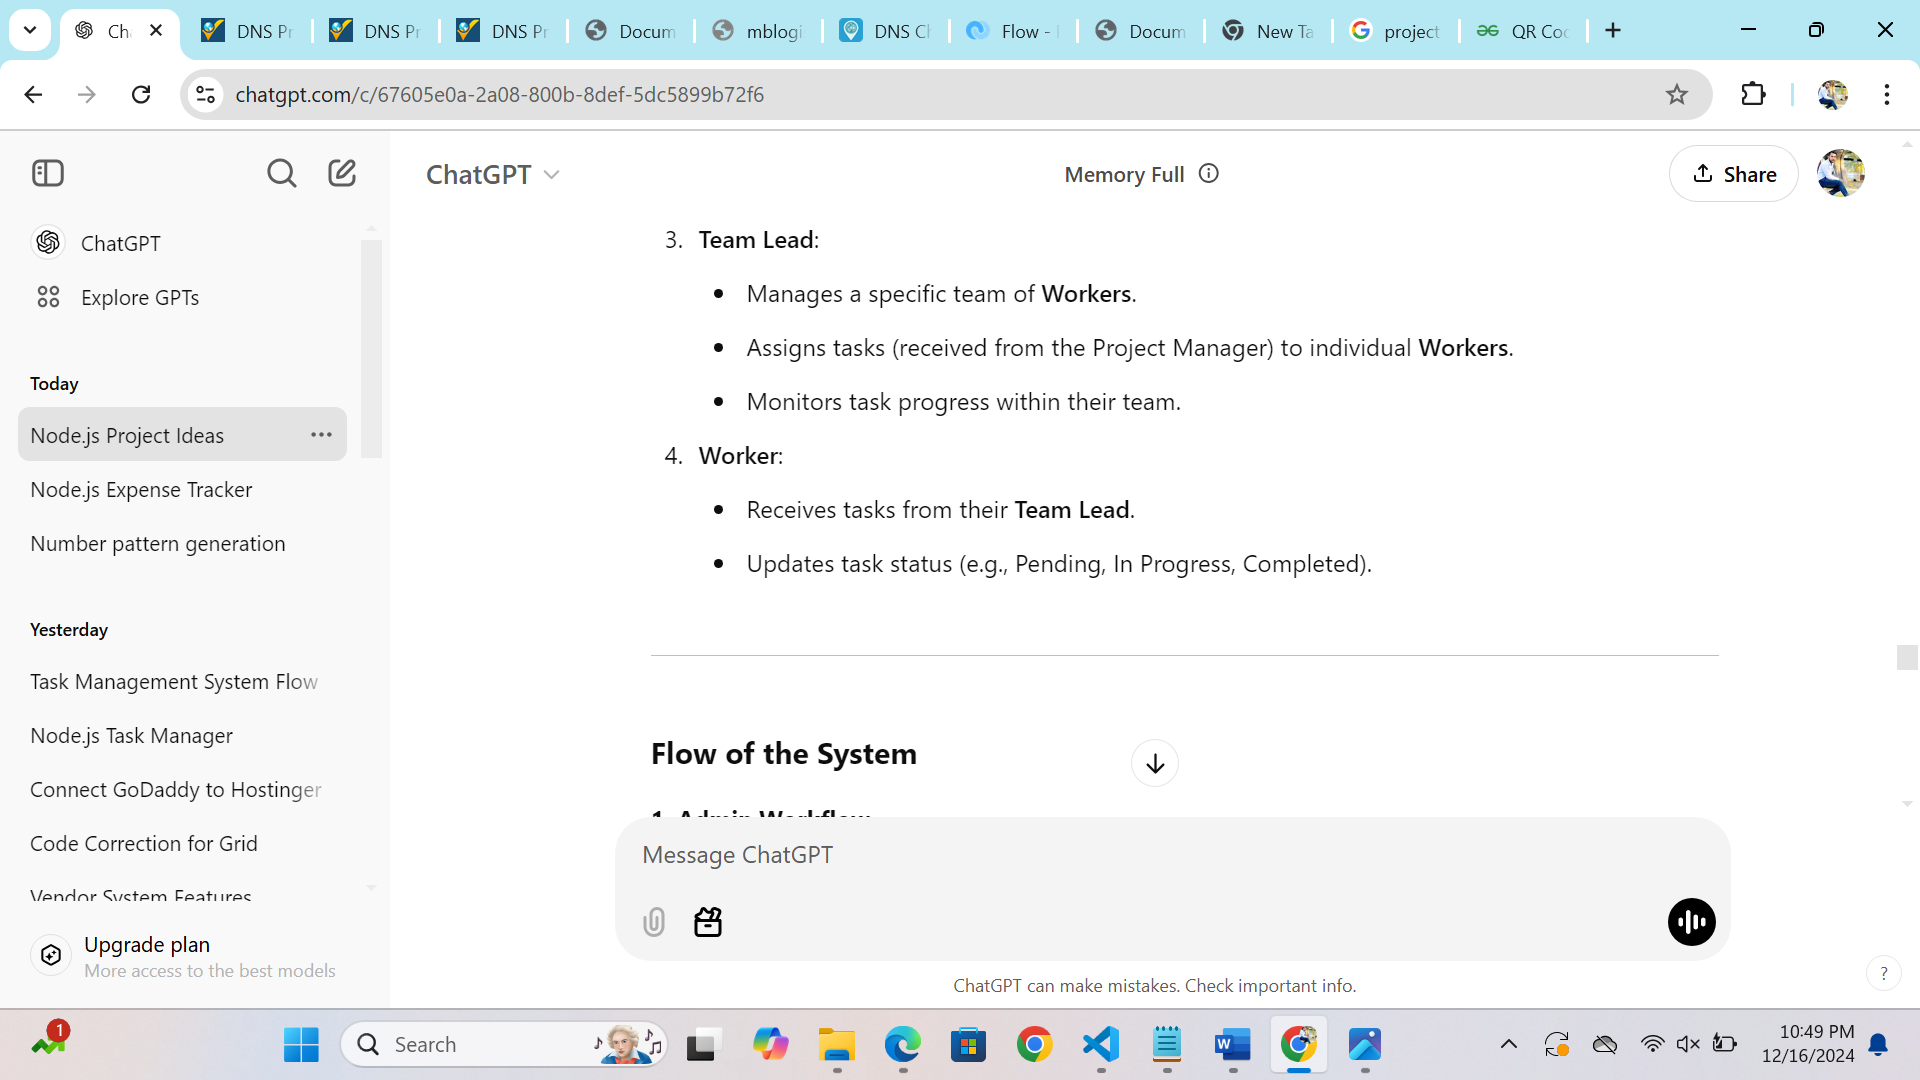 Ch
DNS Pr
DNS Pr
DNS Pr
Docum
mblogi
DNS Ch
Flow -
Docum
New Ta
project
QR Coc
chatgpt.com/c/67605e0a-2a08-800b-8def-5dc5899b72f6
ChatGPT
Memory Full
Share
ChatGPT
Explore GPTs
Today
Node.js Project Ideas
Node.js Expense Tracker
Number pattern generation
Yesterday
Task Management System Flow
Node.js Task Manager
Connect GoDaddy to Hostinger
Code Correction for Grid
Vendor System Features
Upgrade plan
More access to the best models
3. Team Lead:
• Manages a specific team of Workers.
• Assigns tasks (received from the Project Manager) to individual Workers.
• Monitors task progress within their team.
4. Worker:
• Receives tasks from their Team Lead.
• Updates task status (e.g., Pending, In Progress, Completed).
Flow of the System
1. Admin Workflow
Message ChatGPT
ChatGPT can make mistakes. Check important info.
?
1
Search
10:49 PM
12/16/2024